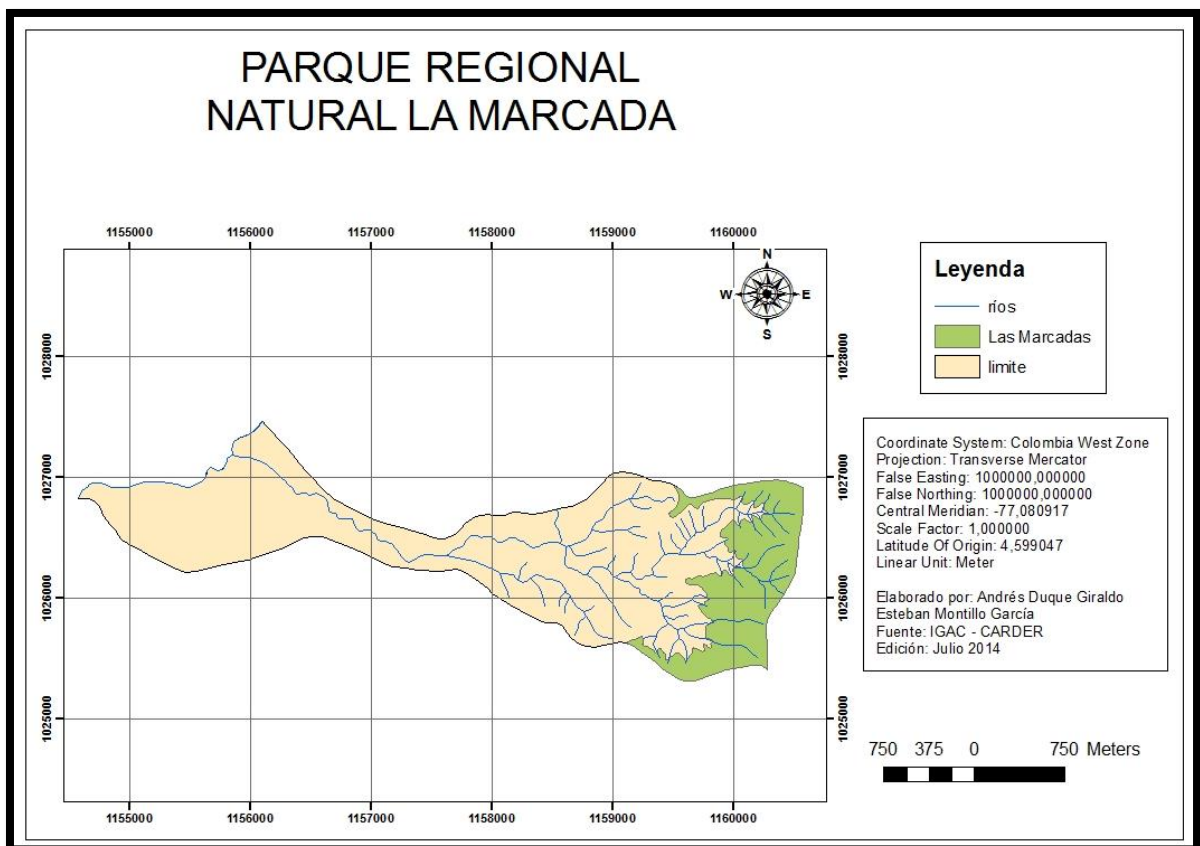 PARQUE REGIONAL
NATURAL LA MARCADA
1155000 1156000 1157000 1158000 1159000 1160000
N
W E
S
1028000 1028000
1027000 1027000
1026000 1026000
1025000 1025000
1155000 1156000 1157000 1158000 1159000 1160000
Leyenda
ríos
Las Marcadas
limite
Coordinate System: Colombia West Zone
Projection: Transverse Mercator
False Easting: 1000000,000000
False Northing: 1000000,000000
Central Meridian: -77,080917
Scale Factor: 1,000000
Latitude Of Origin: 4,599047
Linear Unit: Meter
Elaborado por: Andrés Duque Giraldo
Esteban Montillo García
Fuente: IGAC - CARDER
Edición: Julio 2014
750 375 0 750 Meters